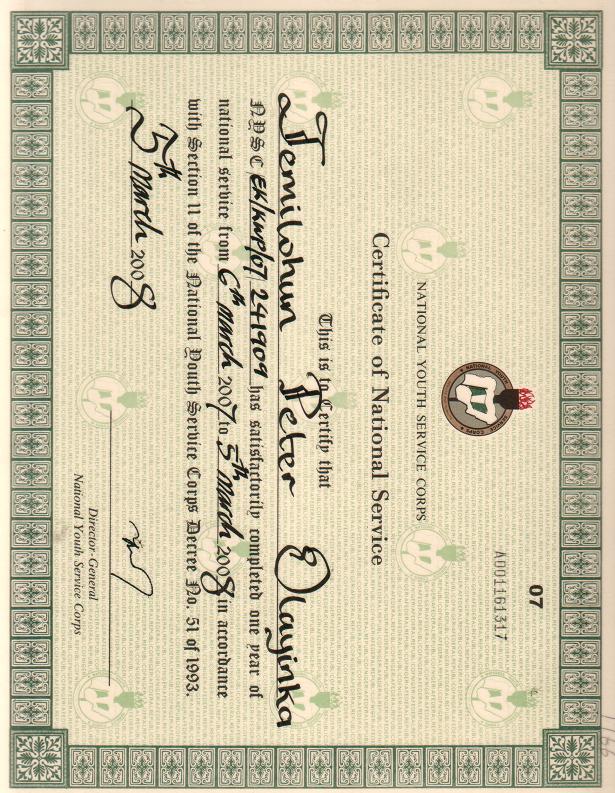 07
A001161317
NATIONAL YOUTH SERVICE CORPS
Certificate of National Service
This is to Certify that
Temilohun Peter Olayinka
NYSC EK/KWP/07 241909 has satisfactorily completed one year of
national service from 6th March 2007 to 5th March 2008 in accordance
with Section 11 of the National Youth Service Corps Decree No. 51 of 1993.
5th March 2008
Director-General
National Youth Service Corps